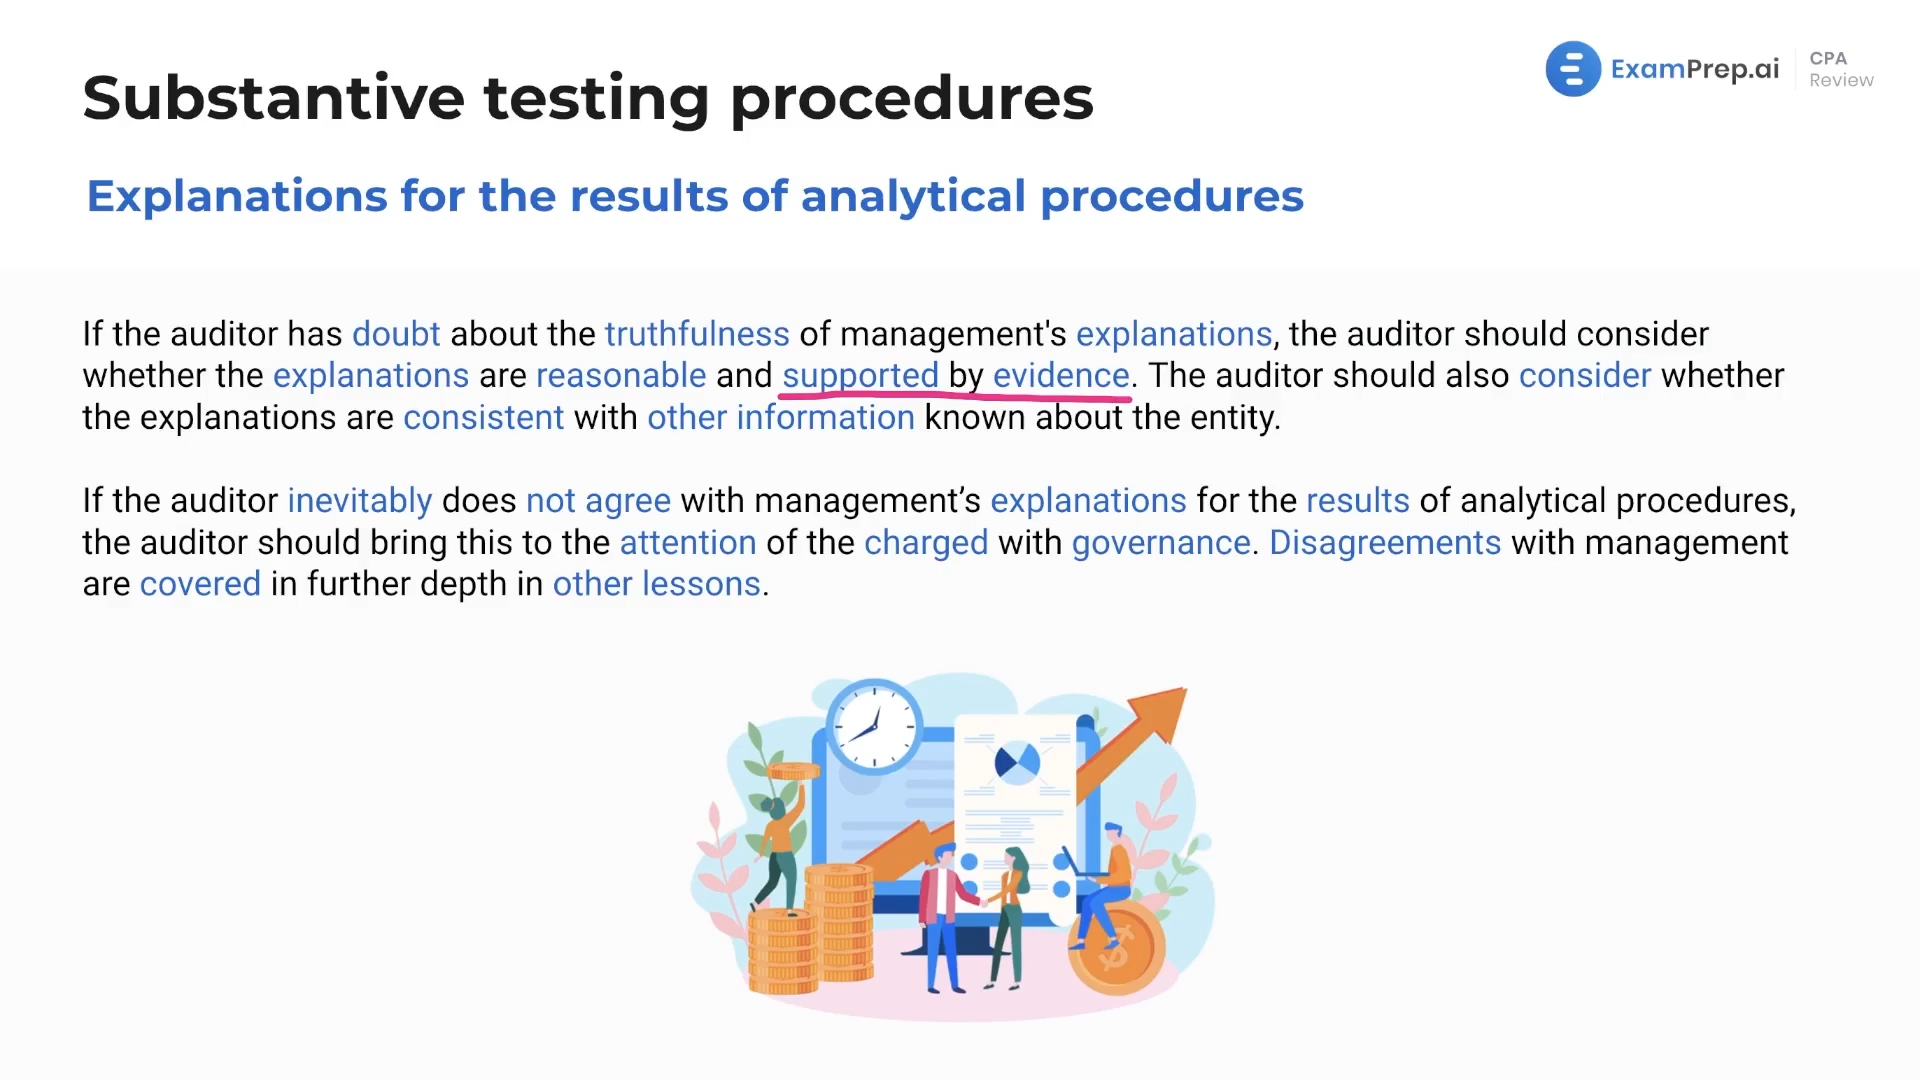 Substantive testing procedures
ExamPrep.ai
CPA
Review
Explanations for the results of analytical procedures
If the auditor has doubt about the truthfulness of management's explanations, the auditor should consider
whether the explanations are reasonable and supported by evidence. The auditor should also consider whether
the explanations are consistent with other information known about the entity.
If the auditor inevitably does not agree with management’s explanations for the results of analytical procedures,
the auditor should bring this to the attention of the charged with governance. Disagreements with management
are covered in further depth in other lessons.
$